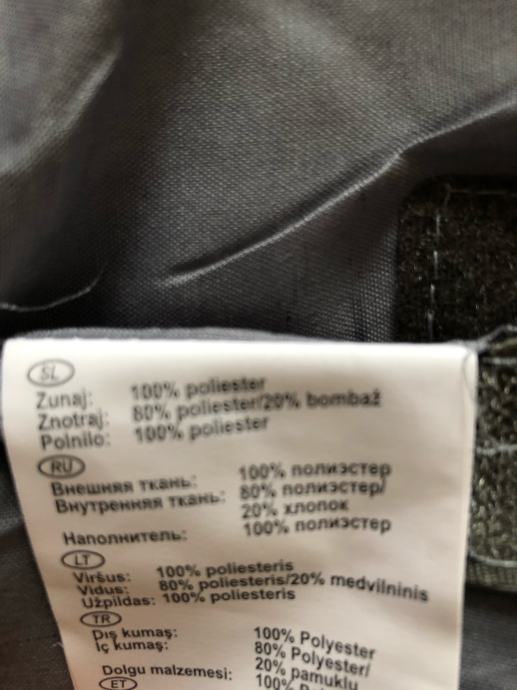 SL
Zunaj: 100% poliester
Znotraj: 80% poliester/20% bombaž
Polnilo: 100% poliester
RU
Внешняя ткань: 100% полиэстер
Внутренняя ткань: 80% полиэстер/
20% хлопок
Наполнитель: 100% полиэстер
LT
Viršus: 100% poliesteris
Vidus: 80% poliesteris/20% medvilninis
Užpildas: 100% poliesteris
TR
Dış kumaş: 100% Polyester
İç kumaş: 80% Polyester/
20% pamuklu
Dolgu malzemesi: 100%
ET